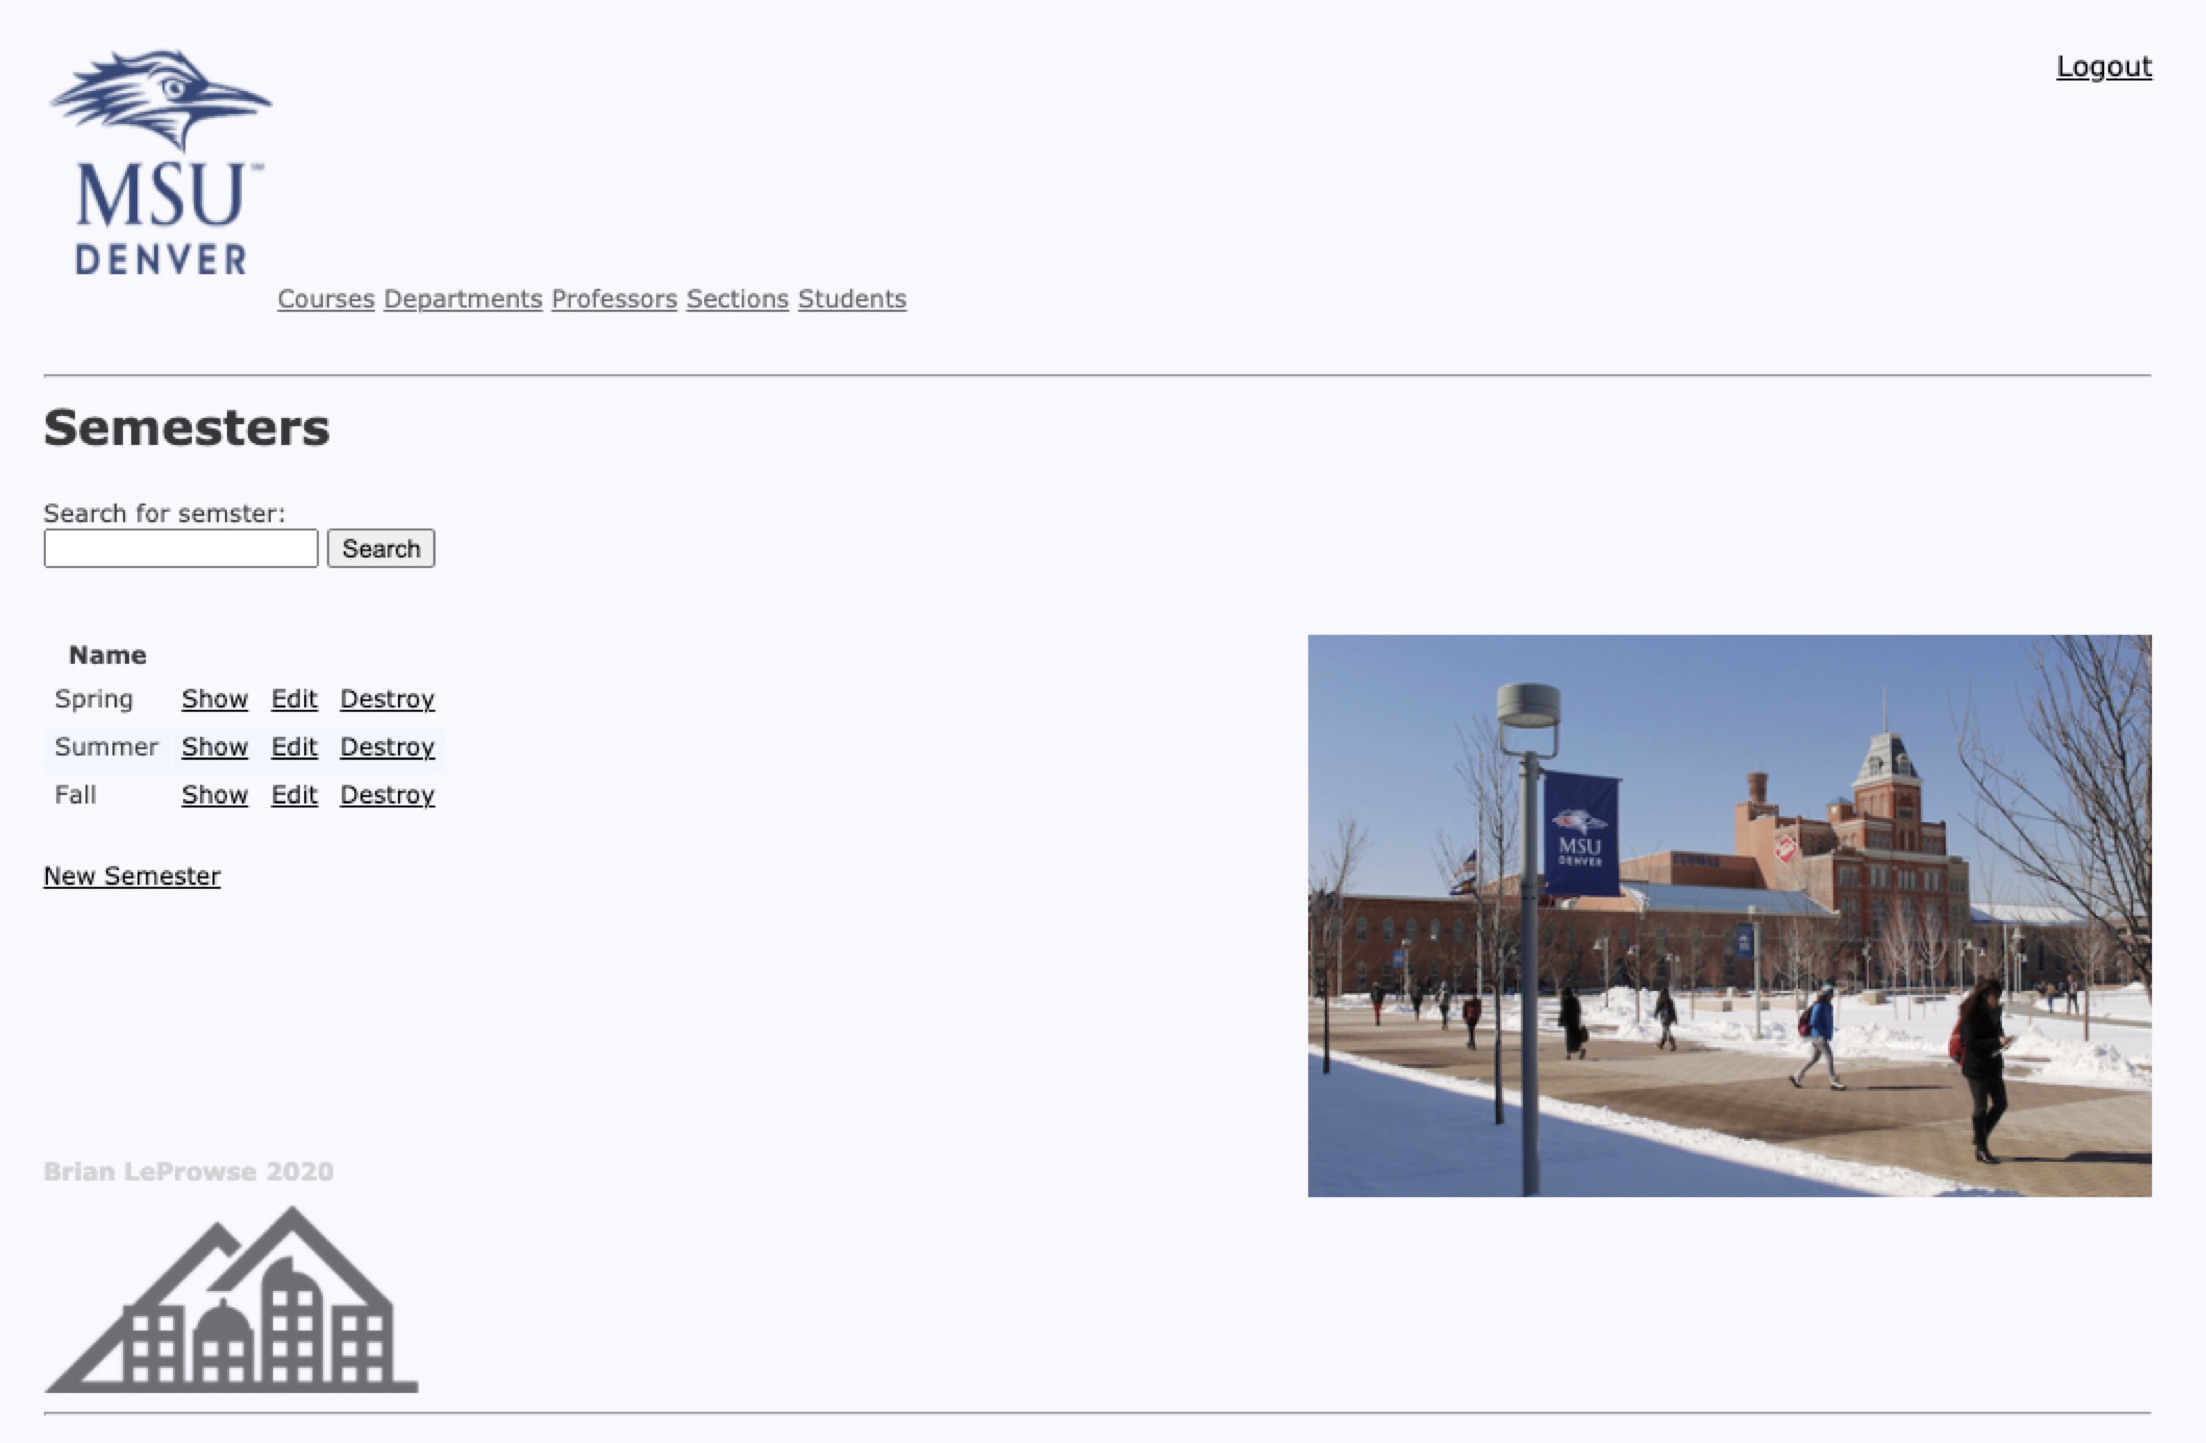 Logout
MSU
DENVER
Courses Departments Professors Sections Students
Semesters
Search for semster:
Search
Name
Spring Show Edit Destroy
Summer Show Edit Destroy
Fall Show Edit Destroy
New Semester
MSU
DENVER
Brian LeProwse 2020